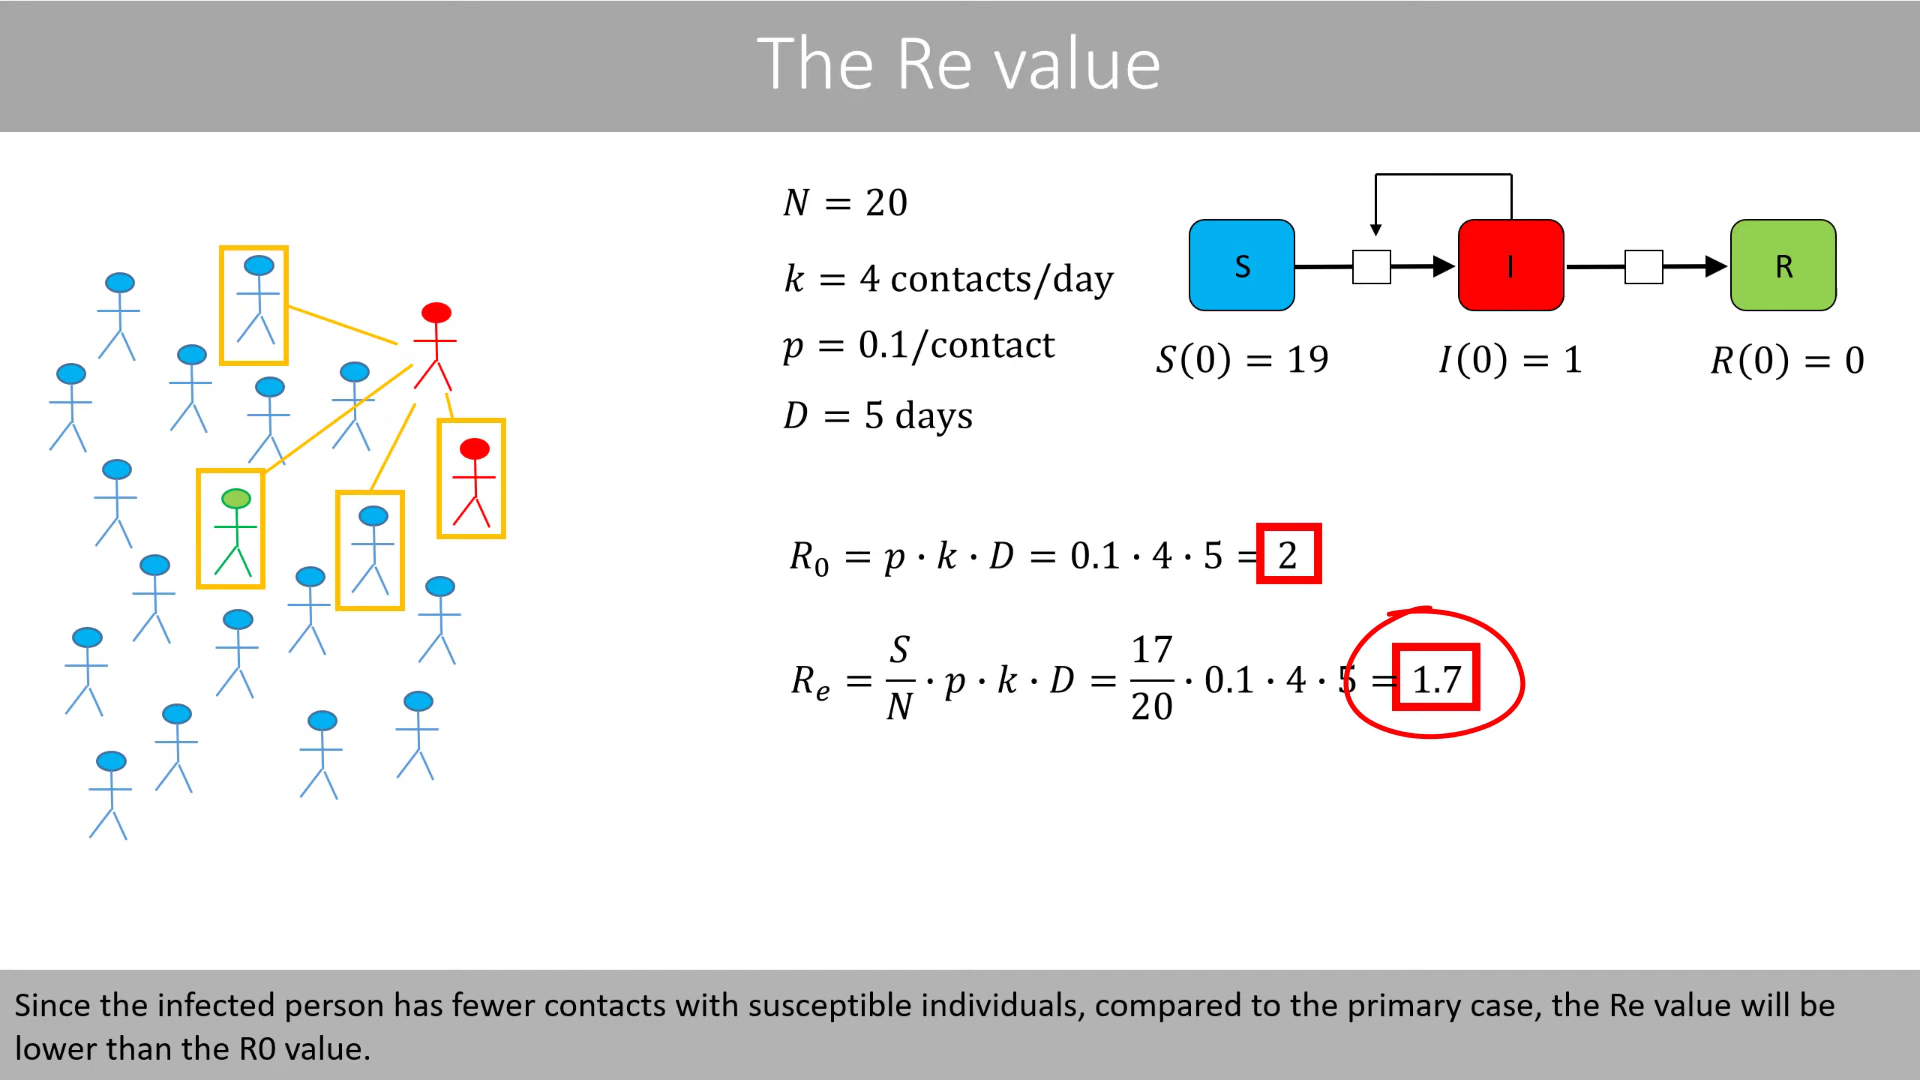 The Re value
N = 20
k = 4 contacts/day
p = 0.1/contact
D = 5 days
S I R
S(0) = 19 I(0) = 1 R(0) = 0
R₀ = p · k · D = 0.1 · 4 · 5 = 2
Rₑ = S/N · p · k · D = 17/20 · 0.1 · 4 · 5 = 1.7
Since the infected person has fewer contacts with susceptible individuals, compared to the primary case, the Re value will be
lower than the R0 value.